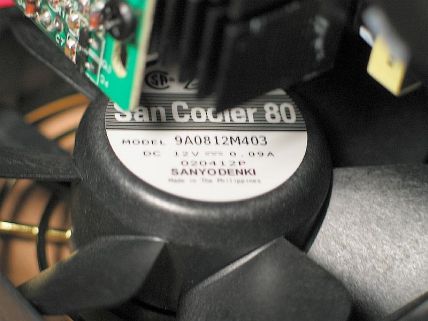 San Cooler 80
MODEL 9A0812M403
DC 12V ⎓ 0.09A
020412P
SANYODENKI
Made in The Philippines